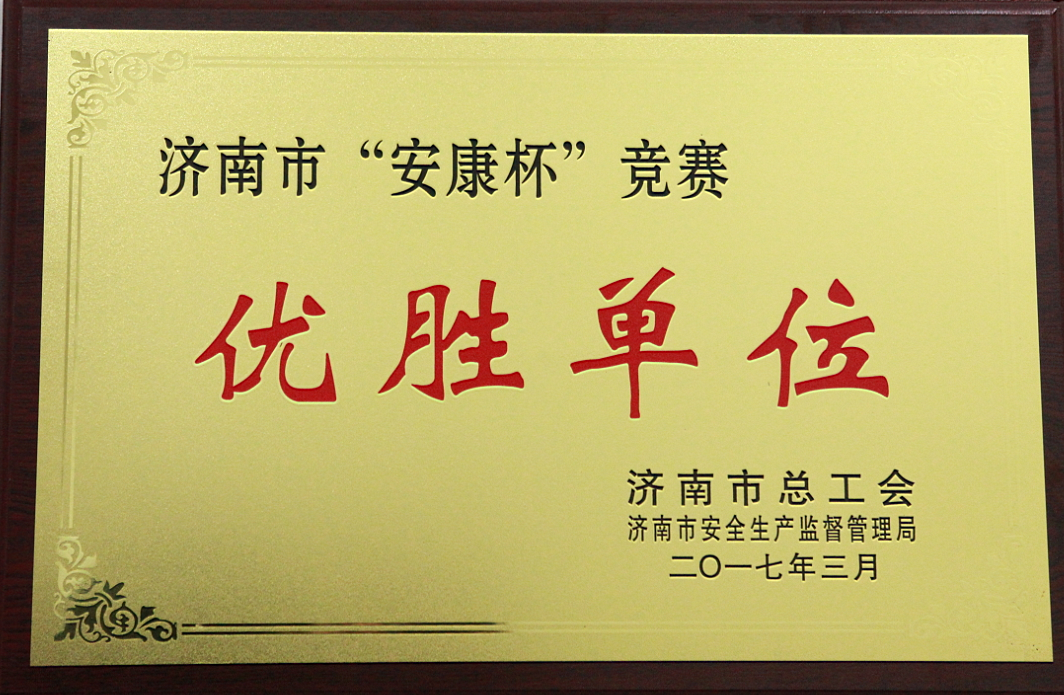 济南市“安康杯”竞赛
优胜单位
济南市总工会
济南市安全生产监督管理局
二〇一七年三月